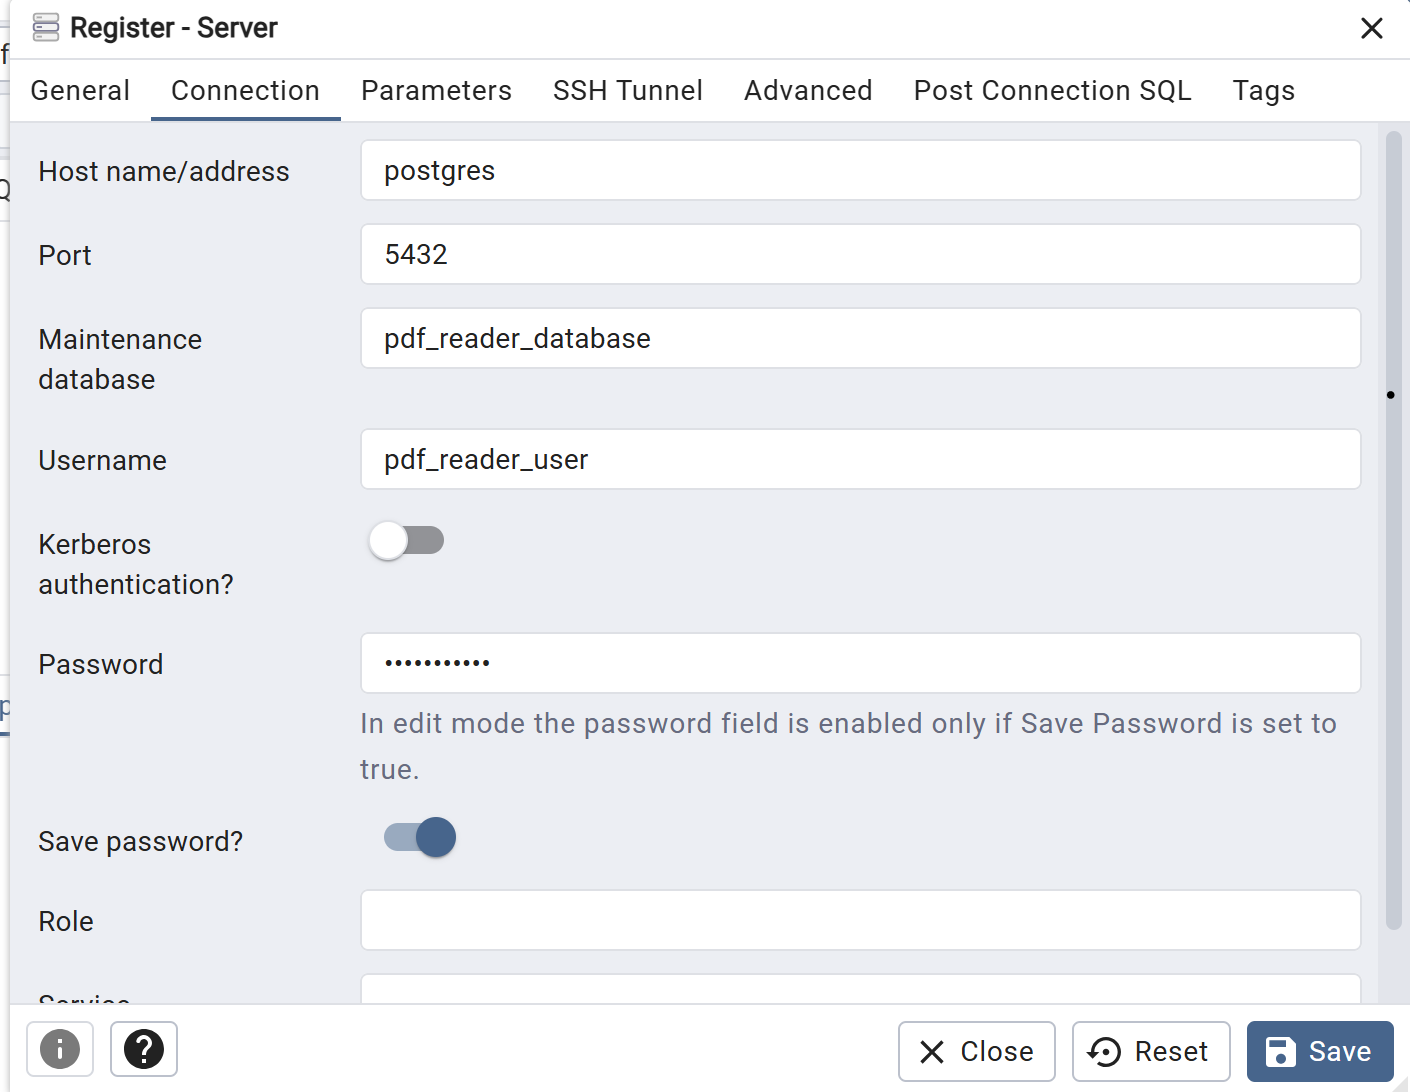 Register - Server
General Connection Parameters SSH Tunnel Advanced Post Connection SQL Tags
Host name/address
postgres
Port
5432
Maintenance
database
pdf_reader_database
Username
pdf_reader_user
Kerberos
authentication?
Password
•••••••••••
In edit mode the password field is enabled only if Save Password is set to
true.
Save password?
Role
Service
Close Reset Save